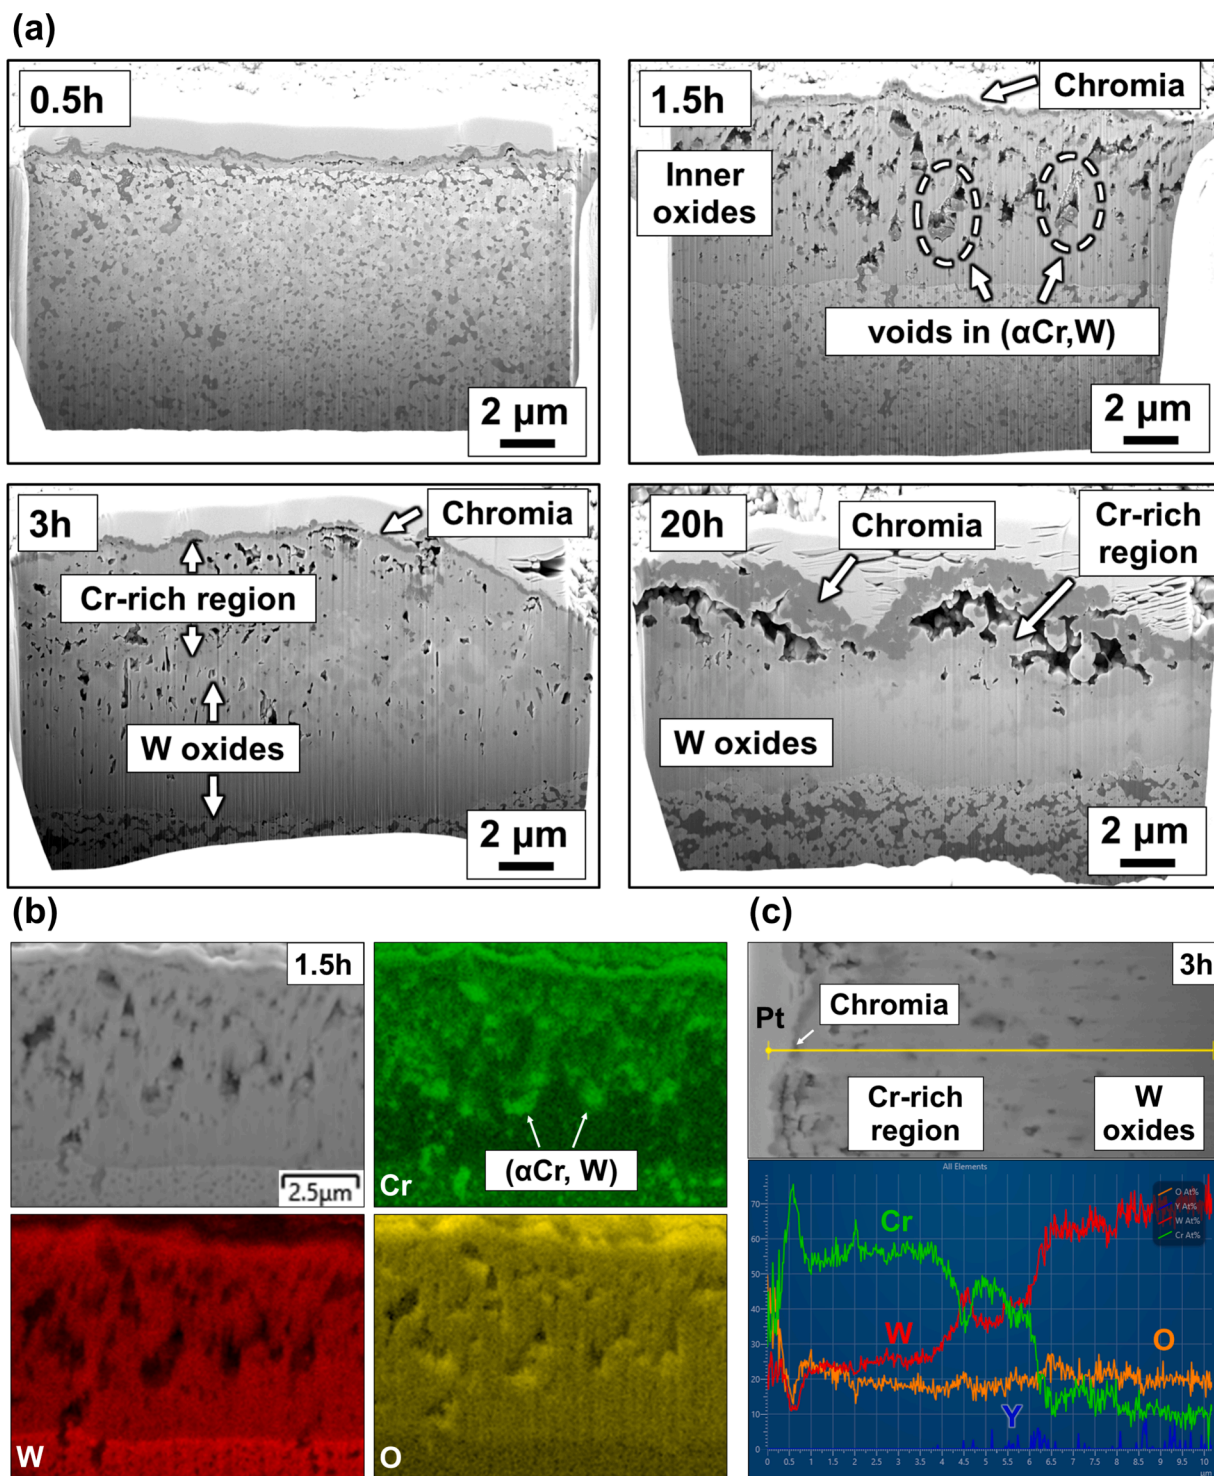 (a)
0.5h
2 µm
1.5h
Chromia
Inner
oxides
voids in (αCr,W)
2 µm
3h
Chromia
Cr-rich region
W oxides
2 µm
20h
Chromia
Cr-rich
region
W oxides
2 µm
(b)
1.5h
2.5µm
Cr
(αCr, W)
W
O
(c)
3h
Pt
Chromia
Cr-rich
region
W
oxides
All Elements
O At%
Y At%
W At%
Cr At%
Cr
W
O
Y
70
60
50
40
30
20
10
0
0 0.5 1 1.5 2 2.5 3 3.5 4 4.5 5 5.5 6 6.5 7 7.5 8 8.5 9 9.5 10